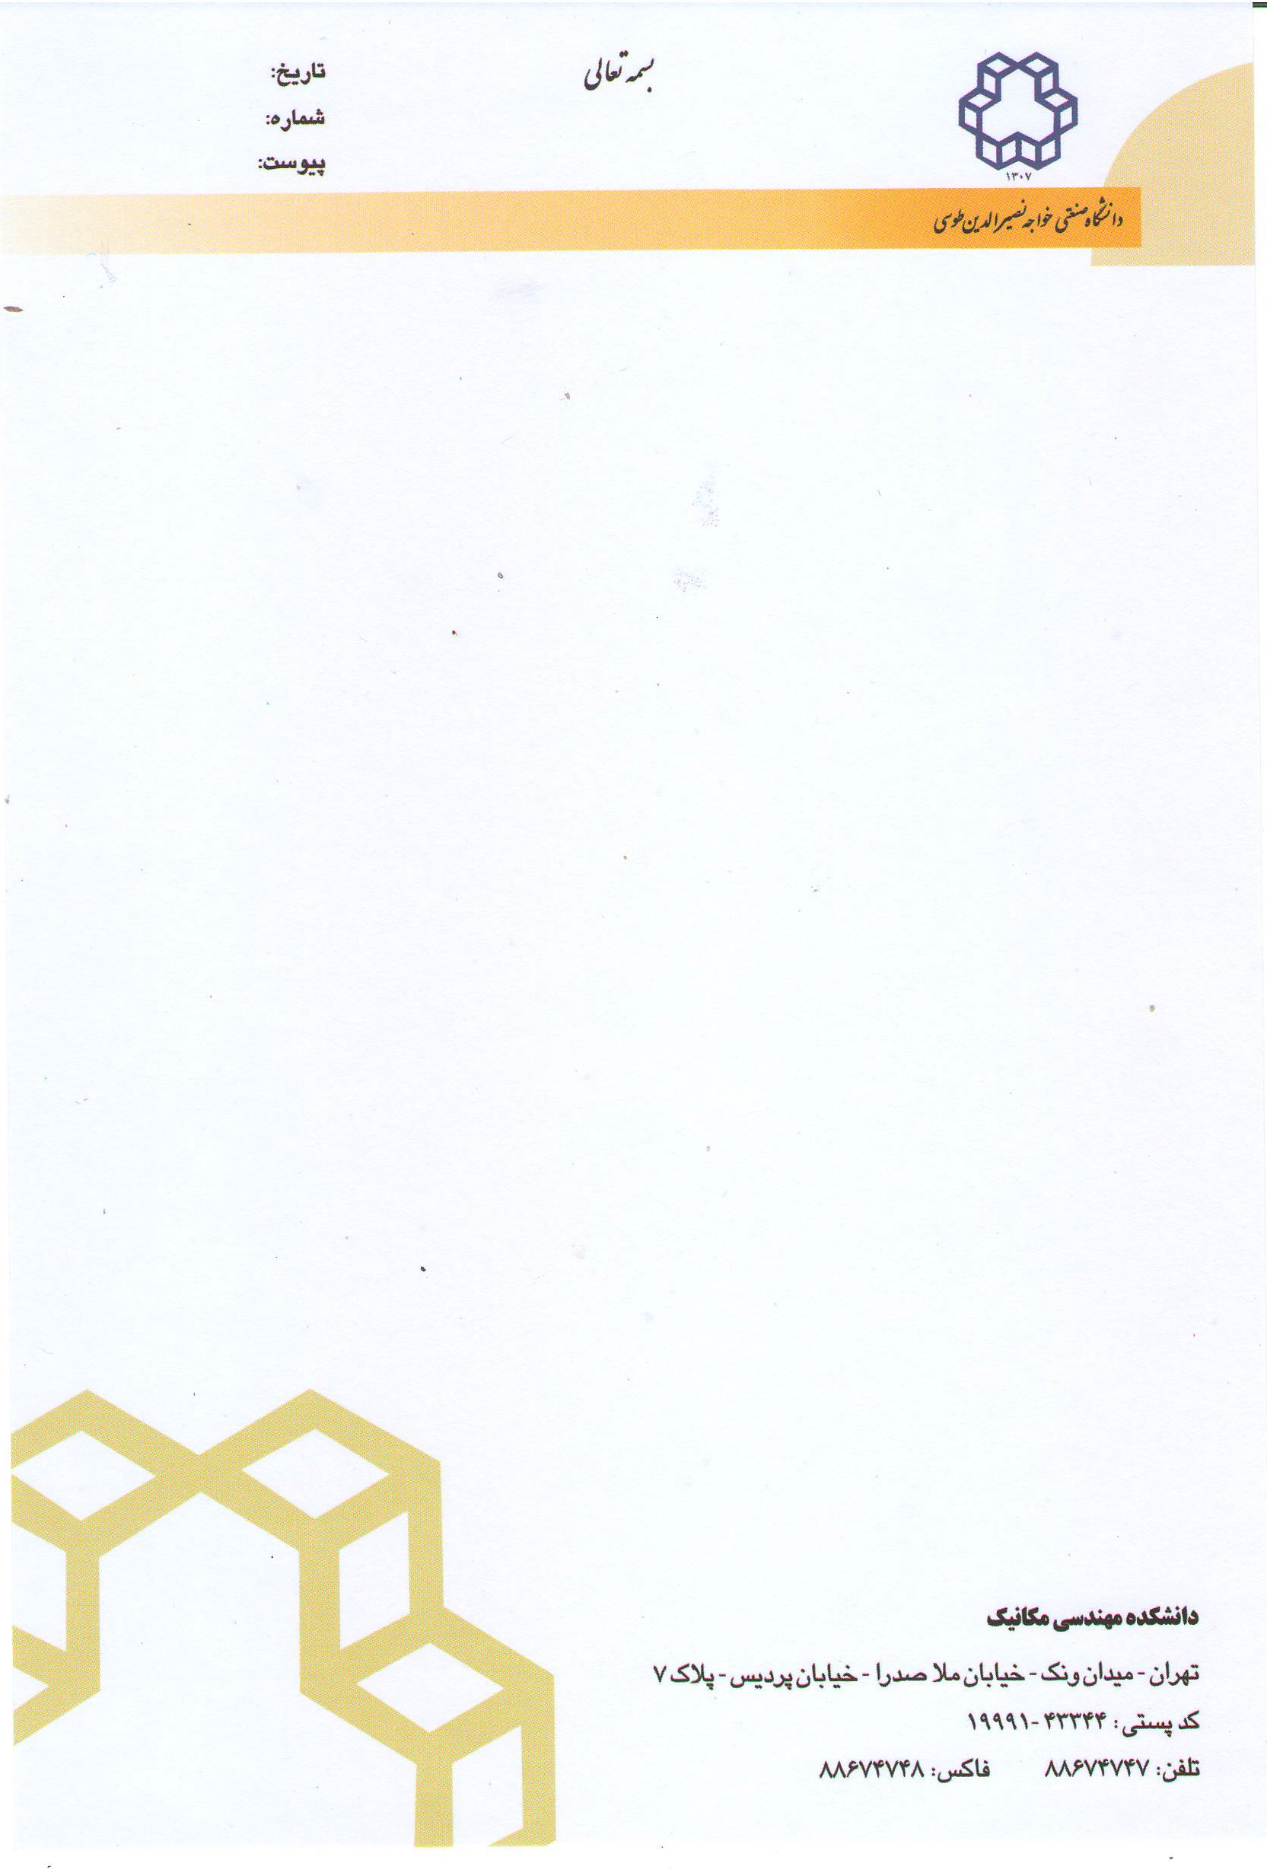 بسمه تعالی
تاریخ:
شماره:
پیوست:
۱۳۰۷
دانشگاه صنعتی خواجه نصیرالدین طوسی
دانشکده مهندسی مکانیک
تهران - میدان ونک - خیابان ملا صدرا - خیابان پردیس - پلاک ۷
کد پستی: ۴۳۳۴۴ -۱۹۹۹۱
تلفن: ۸۸۶۷۴۷۴۷ فاکس: ۸۸۶۷۴۷۴۸